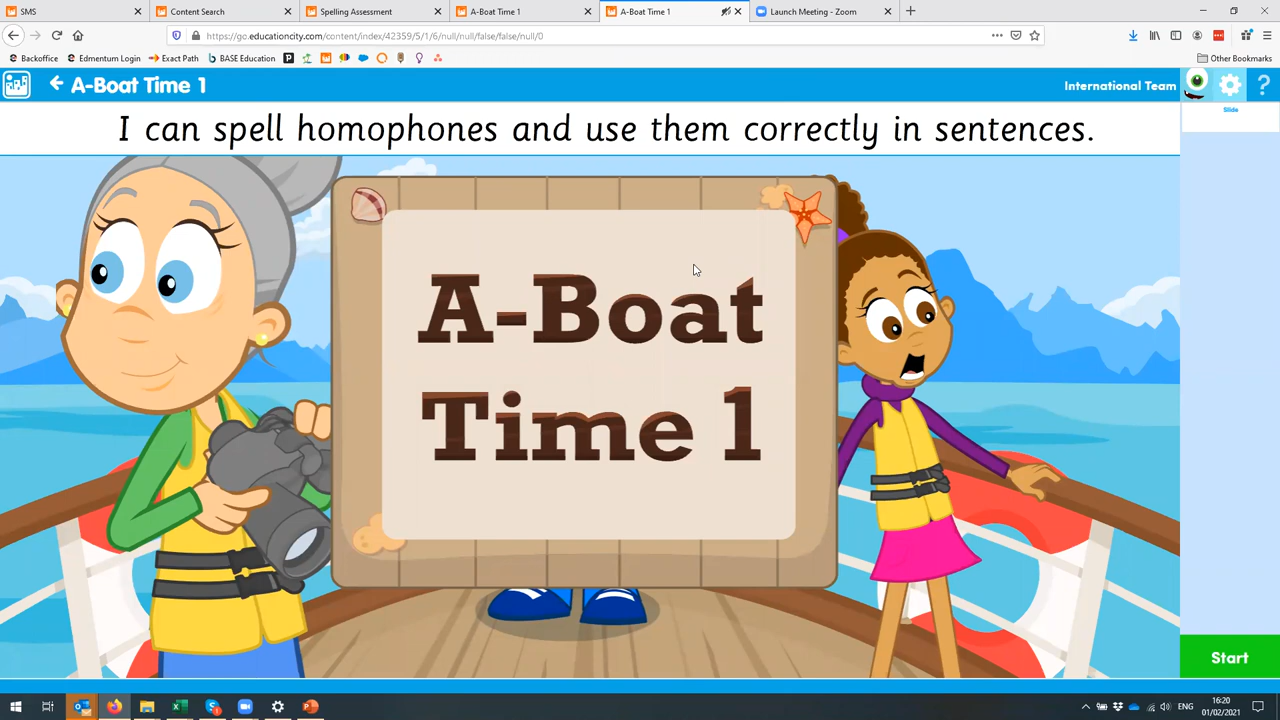 SMS
Content Search
Spelling Assessment
A-Boat Time 1
A-Boat Time 1
Launch Meeting - Zoom
https://go.educationcity.com/content/index/42359/5/1/6/null/null/false/false/null/0
Backoffice
Edmentum Login
Exact Path
BASE Education
Other Bookmarks
A-Boat Time 1
International Team
?
Slide
I can spell homophones and use them correctly in sentences.
A-Boat
Time 1
Start
ENG
16:20
01/02/2021